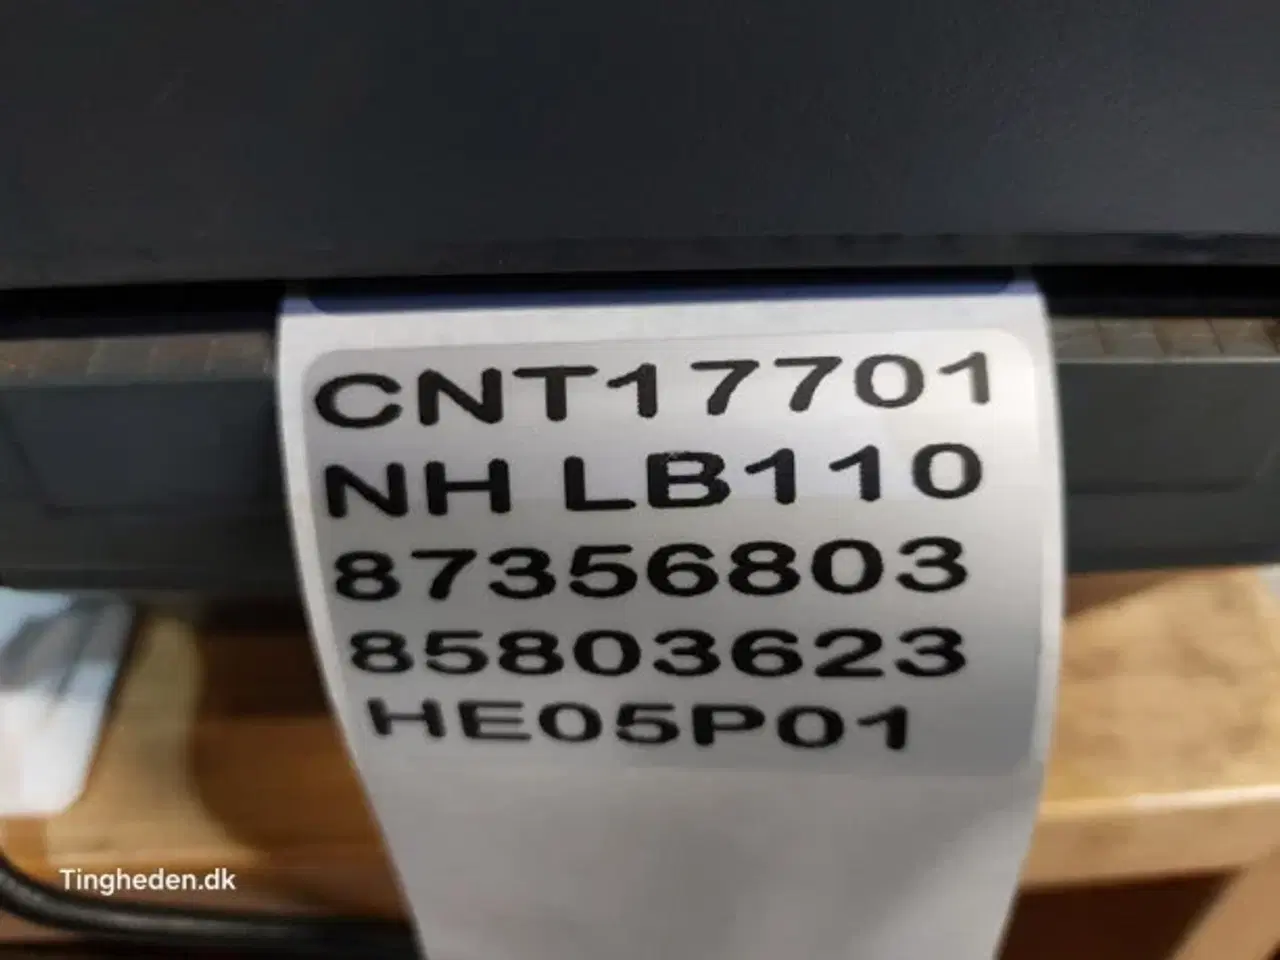 CNT17701
NH LB110
87356803
85803623
HE05P01
Tingheden.dk